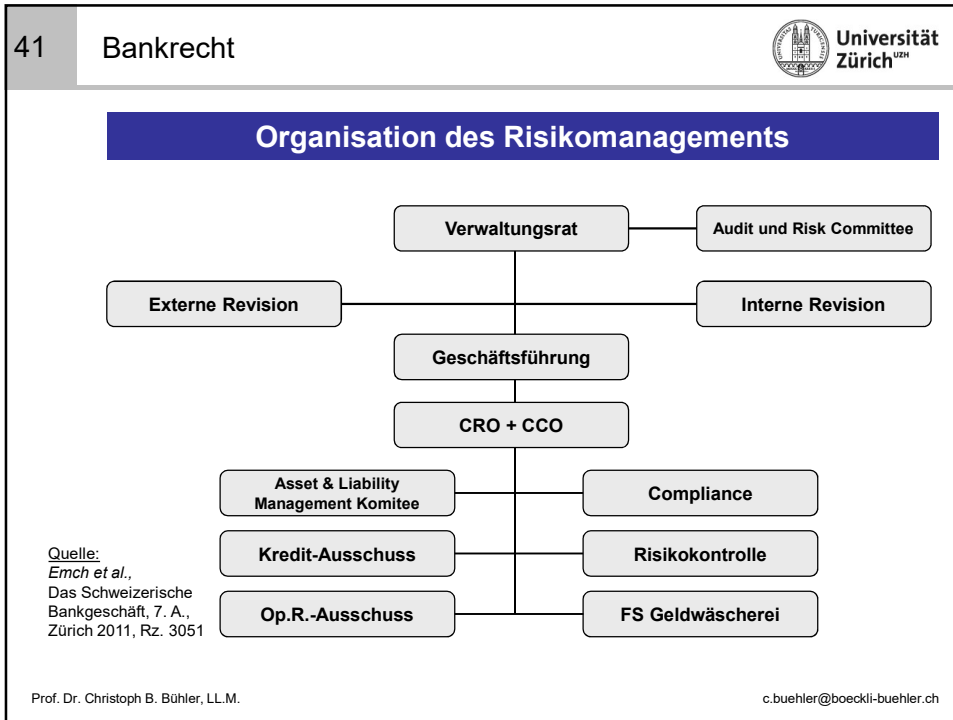 41
Bankrecht
Universität
Zürich UZH
Organisation des Risikomanagements
Verwaltungsrat
Audit und Risk Committee
Externe Revision
Interne Revision
Geschäftsführung
CRO + CCO
Asset & Liability
Management Komitee
Compliance
Kredit-Ausschuss
Risikokontrolle
Op.R.-Ausschuss
FS Geldwäscherei
Quelle:
Emch et al.,
Das Schweizerische
Bankgeschäft, 7. A.,
Zürich 2011, Rz. 3051
Prof. Dr. Christoph B. Bühler, LL.M.
c.buehler@boeckli-buehler.ch